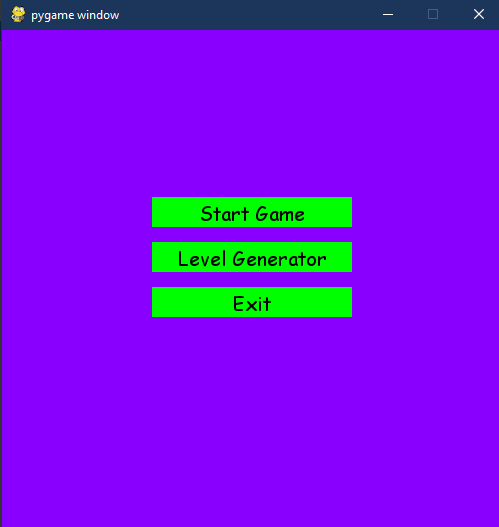 pygame window
Start Game
Level Generator
Exit